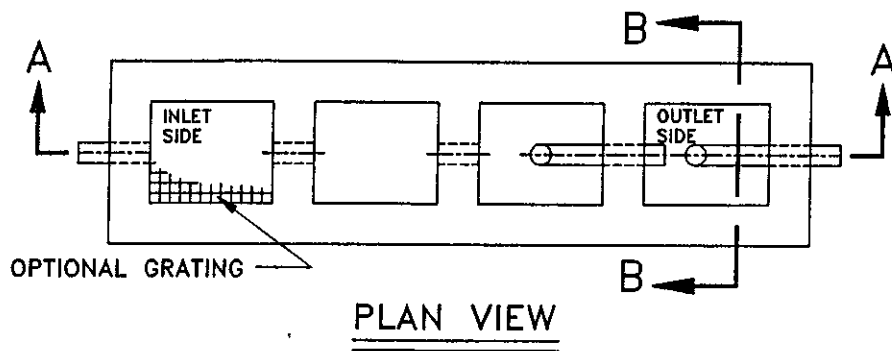 B
A
A
INLET
SIDE
OUTLET
SIDE
OPTIONAL GRATING
B
PLAN VIEW